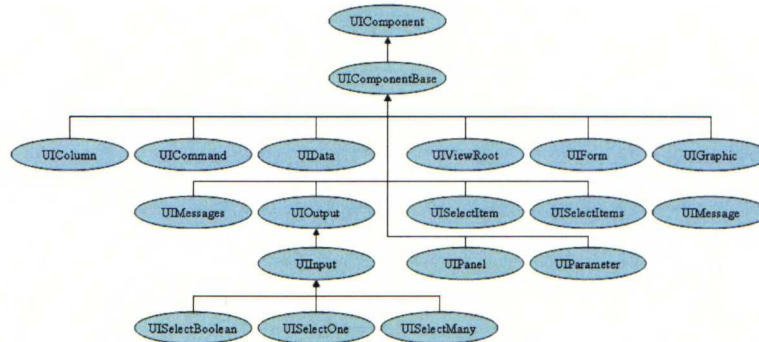 UIComponent
UIComponentBase
UIColumn UICommand UIData UIViewRoot UIForm UIGraphic
UIMessages UIOutput UISelectItem UISelectItems UIMessage
UIInput UIPanel UIParameter
UISelectBoolean UISelectOne UISelectMany